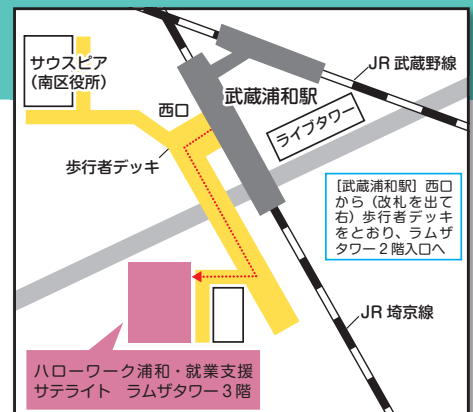 サウスピア
(南区役所)
JR 武蔵野線
西口
武蔵浦和駅
ライブタワー
歩行者デッキ
[武蔵浦和駅] 西口
から(改札を出て
右)歩行者デッキ
をとおり、ラムザ
タワー2階入口へ
JR 埼京線
ハローワーク浦和・就業支援
サテライト ラムザタワー3階